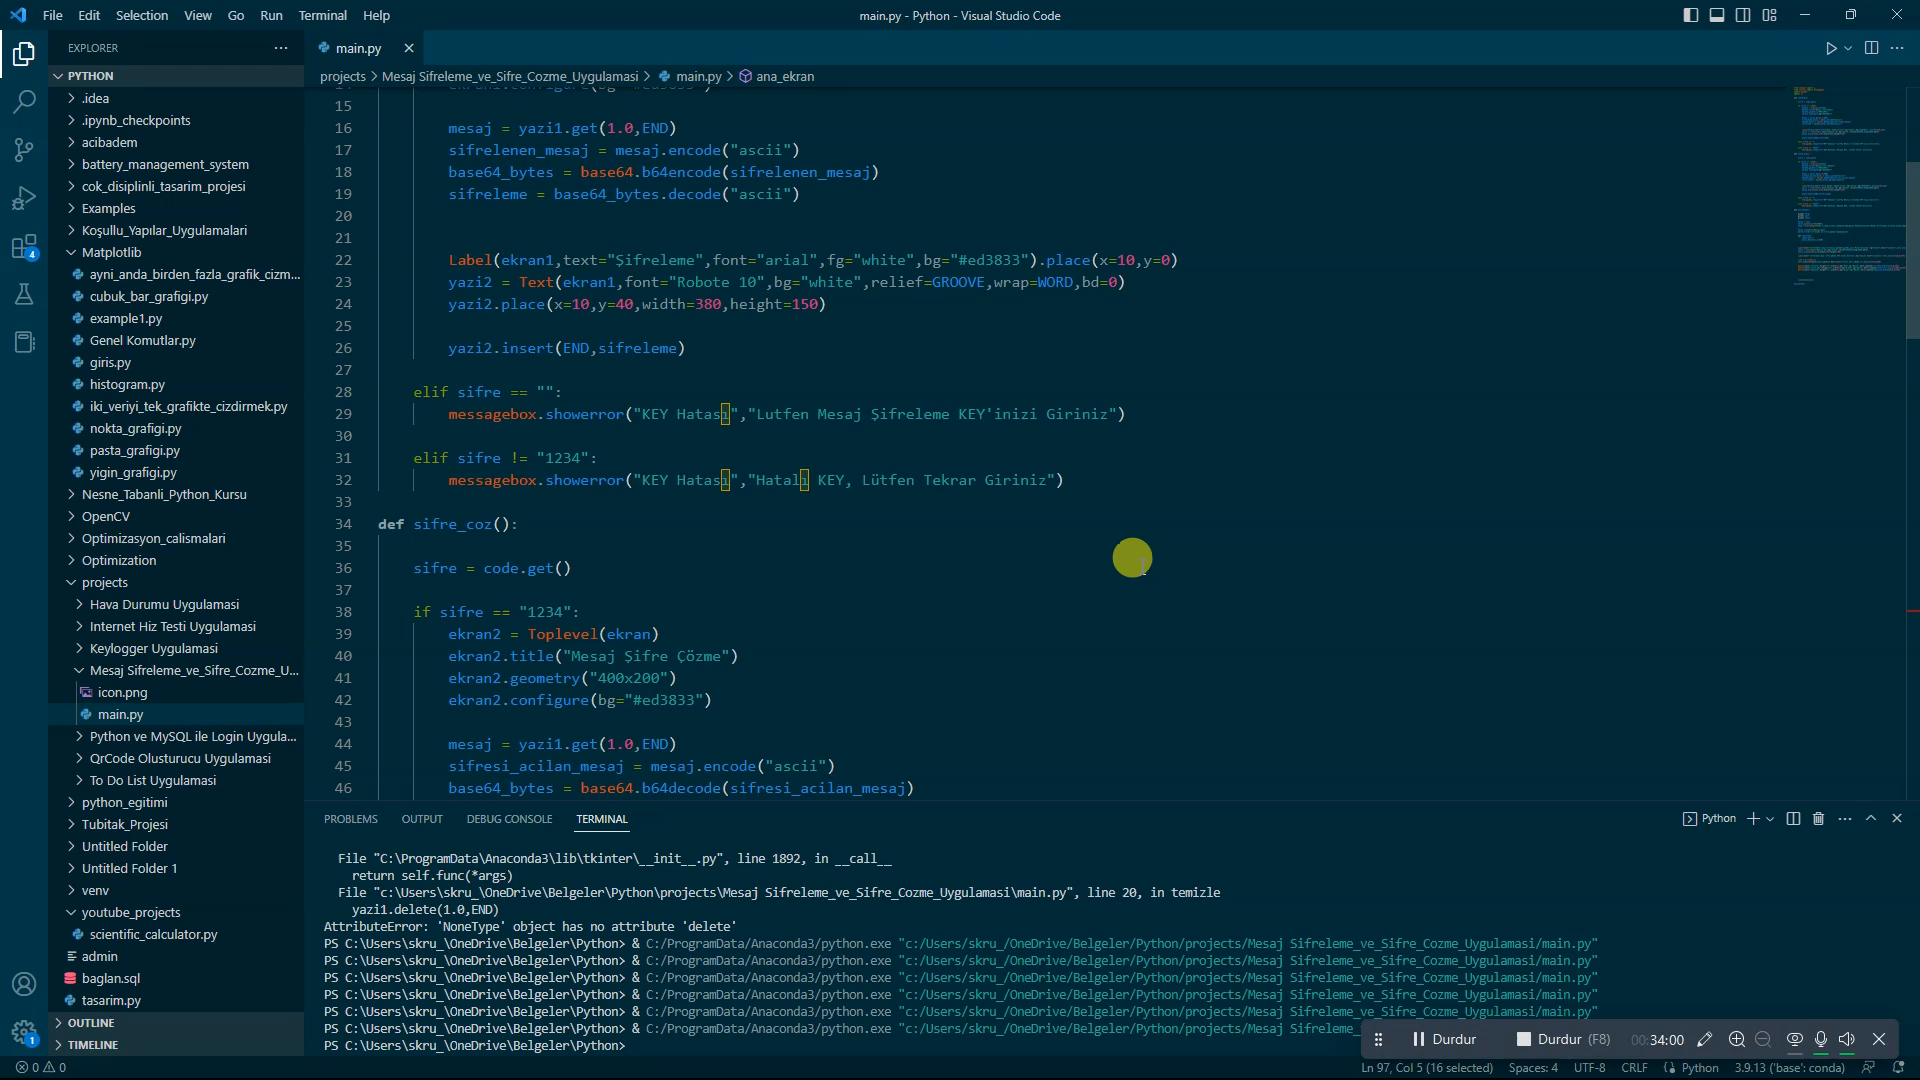 File Edit Selection View Go Run Terminal Help
main.py - Python - Visual Studio Code
EXPLORER
main.py
PYTHON
projects > Mesaj Sifreleme_ve_Sifre_Cozme_Uygulamasi > main.py > ana_ekran
.idea
.ipynb_checkpoints
acibadem
battery_management_system
cok_disiplinli_tasarim_projesi
Examples
Koşullu_Yapılar_Uygulamalari
Matplotlib
ayni_anda_birden_fazla_grafik_cizm...
cubuk_bar_grafigi.py
example1.py
Genel Komutlar.py
giris.py
histogram.py
iki_veriyi_tek_grafikte_cizdirmek.py
nokta_grafigi.py
pasta_grafigi.py
yigin_grafigi.py
Nesne_Tabanli_Python_Kursu
OpenCV
Optimizasyon_calismalari
Optimization
projects
Hava Durumu Uygulamasi
Internet Hiz Testi Uygulamasi
Keylogger Uygulamasi
Mesaj Sifreleme_ve_Sifre_Cozme_U...
icon.png
main.py
Python ve MySQL ile Login Uygula...
QrCode Olusturucu Uygulamasi
To Do List Uygulamasi
python_egitimi
Tubitak_Projesi
Untitled Folder
Untitled Folder 1
venv
youtube_projects
scientific_calculator.py
admin
baglan.sql
tasarim.py
OUTLINE
TIMELINE
15
16 mesaj = yazi1.get(1.0,END)
17 sifrelenen_mesaj = mesaj.encode("ascii")
18 base64_bytes = base64.b64encode(sifrelenen_mesaj)
19 sifreleme = base64_bytes.decode("ascii")
20
21
22 Label(ekran1,text="Şifreleme",font="arial",fg="white",bg="#ed3833").place(x=10,y=0)
23 yazi2 = Text(ekran1,font="Robote 10",bg="white",relief=GROOVE,wrap=WORD,bd=0)
24 yazi2.place(x=10,y=40,width=380,height=150)
25
26 yazi2.insert(END,sifreleme)
27
28 elif sifre == "":
29 messagebox.showerror("KEY Hatası","Lutfen Mesaj Şifreleme KEY'inizi Giriniz")
30
31 elif sifre != "1234":
32 messagebox.showerror("KEY Hatası","Hatalı KEY, Lütfen Tekrar Giriniz")
33
34 def sifre_coz():
35
36 sifre = code.get()
37
38 if sifre == "1234":
39 ekran2 = Toplevel(ekran)
40 ekran2.title("Mesaj Şifre Çözme")
41 ekran2.geometry("400x200")
42 ekran2.configure(bg="#ed3833")
43
44 mesaj = yazi1.get(1.0,END)
45 sifresi_acilan_mesaj = mesaj.encode("ascii")
46 base64_bytes = base64.b64decode(sifresi_acilan_mesaj)
PROBLEMS OUTPUT DEBUG CONSOLE TERMINAL
Python
File "C:\ProgramData\Anaconda3\lib\tkinter\__init__.py", line 1892, in __call__
return self.func(*args)
File "c:\Users\skru_\OneDrive\Belgeler\Python\projects\Mesaj Sifreleme_ve_Sifre_Cozme_Uygulamasi\main.py", line 20, in temizle
yazi1.delete(1.0,END)
AttributeError: 'NoneType' object has no attribute 'delete'
PS C:\Users\skru_\OneDrive\Belgeler\Python> & C:/ProgramData/Anaconda3/python.exe "c:/Users/skru_/OneDrive/Belgeler/Python/projects/Mesaj Sifreleme_ve_Sifre_Cozme_Uygulamasi/main.py"
PS C:\Users\skru_\OneDrive\Belgeler\Python> & C:/ProgramData/Anaconda3/python.exe "c:/Users/skru_/OneDrive/Belgeler/Python/projects/Mesaj Sifreleme_ve_Sifre_Cozme_Uygulamasi/main.py"
PS C:\Users\skru_\OneDrive\Belgeler\Python> & C:/ProgramData/Anaconda3/python.exe "c:/Users/skru_/OneDrive/Belgeler/Python/projects/Mesaj Sifreleme_ve_Sifre_Cozme_Uygulamasi/main.py"
PS C:\Users\skru_\OneDrive\Belgeler\Python> & C:/ProgramData/Anaconda3/python.exe "c:/Users/skru_/OneDrive/Belgeler/Python/projects/Mesaj Sifreleme_ve_Sifre_Cozme_Uygulamasi/main.py"
PS C:\Users\skru_\OneDrive\Belgeler\Python> & C:/ProgramData/Anaconda3/python.exe "c:/Users/skru_/OneDrive/Belgeler/Python/projects/Mesaj Sifreleme_ve_Sifre_Cozme_Uygulamasi/main.py"
PS C:\Users\skru_\OneDrive\Belgeler\Python> & C:/ProgramData/Anaconda3/python.exe "c:/Users/skru_/OneDrive/Belgeler/Python/projects/Mesaj Sifreleme_
PS C:\Users\skru_\OneDrive\Belgeler\Python>
Durdur Durdur (F8) 00:34:00
0 0 Ln 97, Col 5 (16 selected) Spaces: 4 UTF-8 CRLF Python 3.9.13 ('base': conda)
4
1